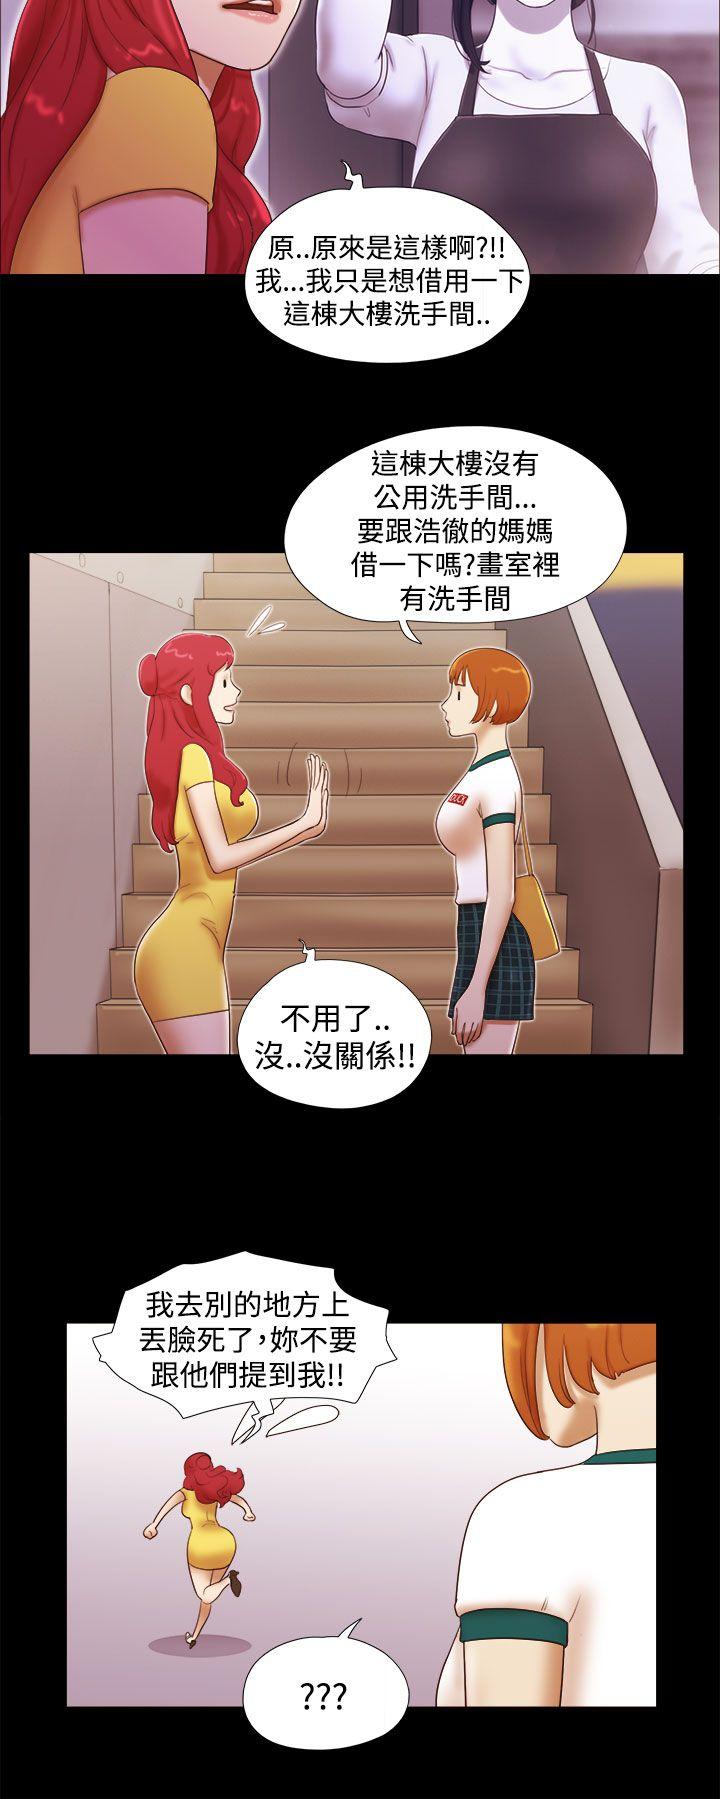 原..原來是這樣啊?!!
我...我只是想借用一下
這棟大樓洗手間..
這棟大樓沒有
公用洗手間...
要跟浩徹的媽媽
借一下嗎?畫室裡
有洗手間
DUCK
不用了..
沒..沒關係!!
我去別的地方上
丟臉死了,妳不要
跟他們提到我!!
???